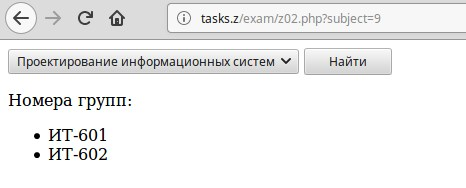 tasks.z/exam/z02.php?subject=9
Проектирование информационных систем Найти
Номера групп:
ИТ-601
ИТ-602